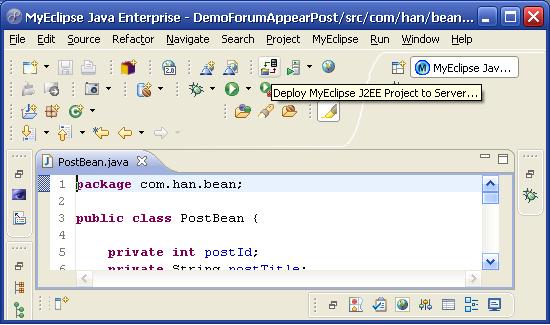 MyEclipse Java Enterprise - DemoForumAppearPost/src/com/han/bean...
File Edit Source Refactor Navigate Search Project MyEclipse Run Window Help
2.0
MyEclipse Jav...
Deploy MyEclipse J2EE Project to Server...
PostBean.java
1 package com.han.bean;
2
3 public class PostBean {
4
5 private int postId;
6 private String postTitle;